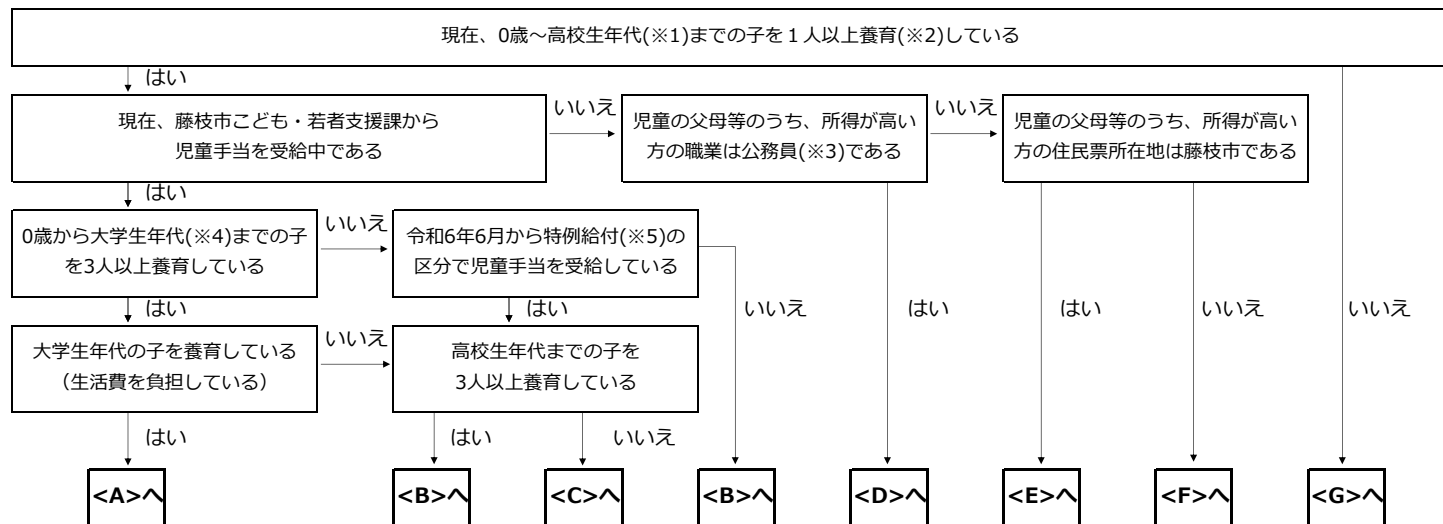 現在、0歳～高校生年代(※1)までの子を１人以上養育(※2)している
はい
現在、藤枝市こども・若者支援課から
児童手当を受給中である
いいえ
児童の父母等のうち、所得が高い
方の職業は公務員(※3)である
いいえ
児童の父母等のうち、所得が高い
方の住民票所在地は藤枝市である
はい
0歳から大学生年代(※4)までの子
を3人以上養育している
いいえ
令和6年6月から特例給付(※5)の
区分で児童手当を受給している
はい
はい
いいえ
はい
はい
いいえ
いいえ
大学生年代の子を養育している
（生活費を負担している）
いいえ
高校生年代までの子を
3人以上養育している
はい
はい
いいえ
<A>へ
<B>へ
<C>へ
<B>へ
<D>へ
<E>へ
<F>へ
<G>へ